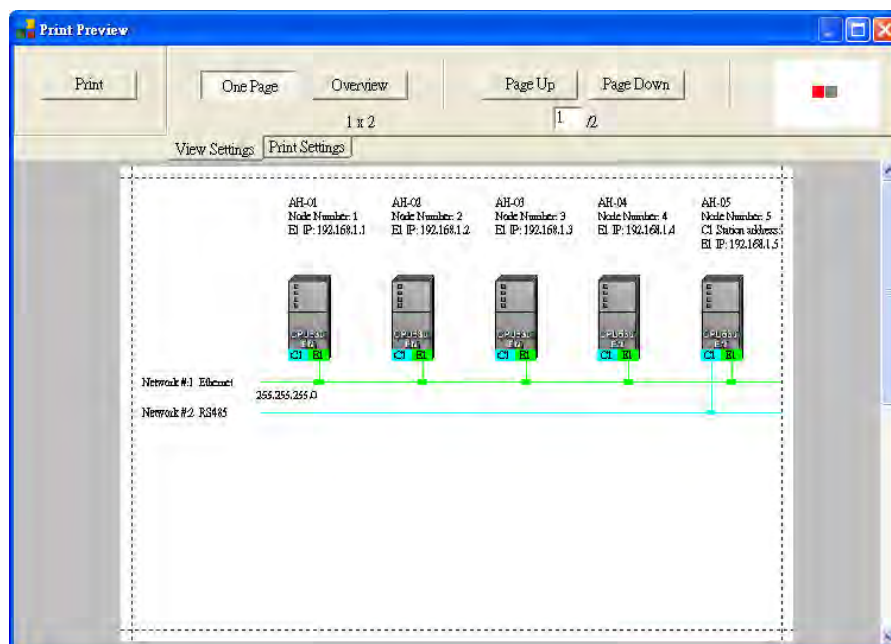 Print Preview
Print
One Page
Overview
Page Up
Page Down
1 x 2
1 /2
View Settings
Print Settings
AH-01
Node Number: 1
E1 IP: 192.168.1.1
AH-02
Node Number: 2
E1 IP: 192.168.1.2
AH-03
Node Number: 3
E1 IP: 192.168.1.3
AH-04
Node Number: 4
E1 IP: 192.168.1.4
AH-05
Node Number: 5
C1 Station address:
E1 IP: 192.168.1.5
C1 E1
C1 E1
C1 E1
C1 E1
C1 E1
Network #:1 Ethernet
255.255.255.0
Network #:2 RS485